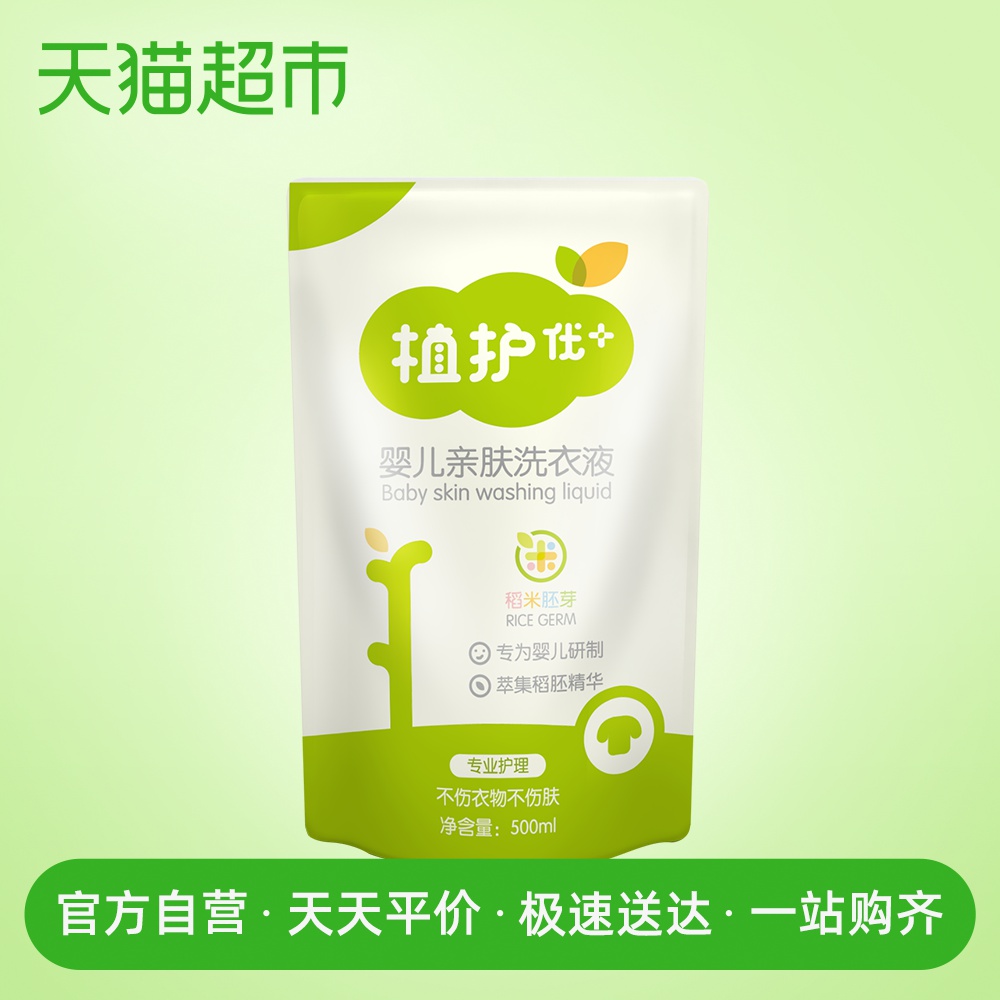 天猫超市
植护优+
婴儿亲肤洗衣液
Baby skin washing liquid
米
稻米胚芽
RICE GERM
专为婴儿研制
萃集稻胚精华
专业护理
不伤衣物不伤肤
净含量：500ml
官方自营·天天平价·极速送达·一站购齐